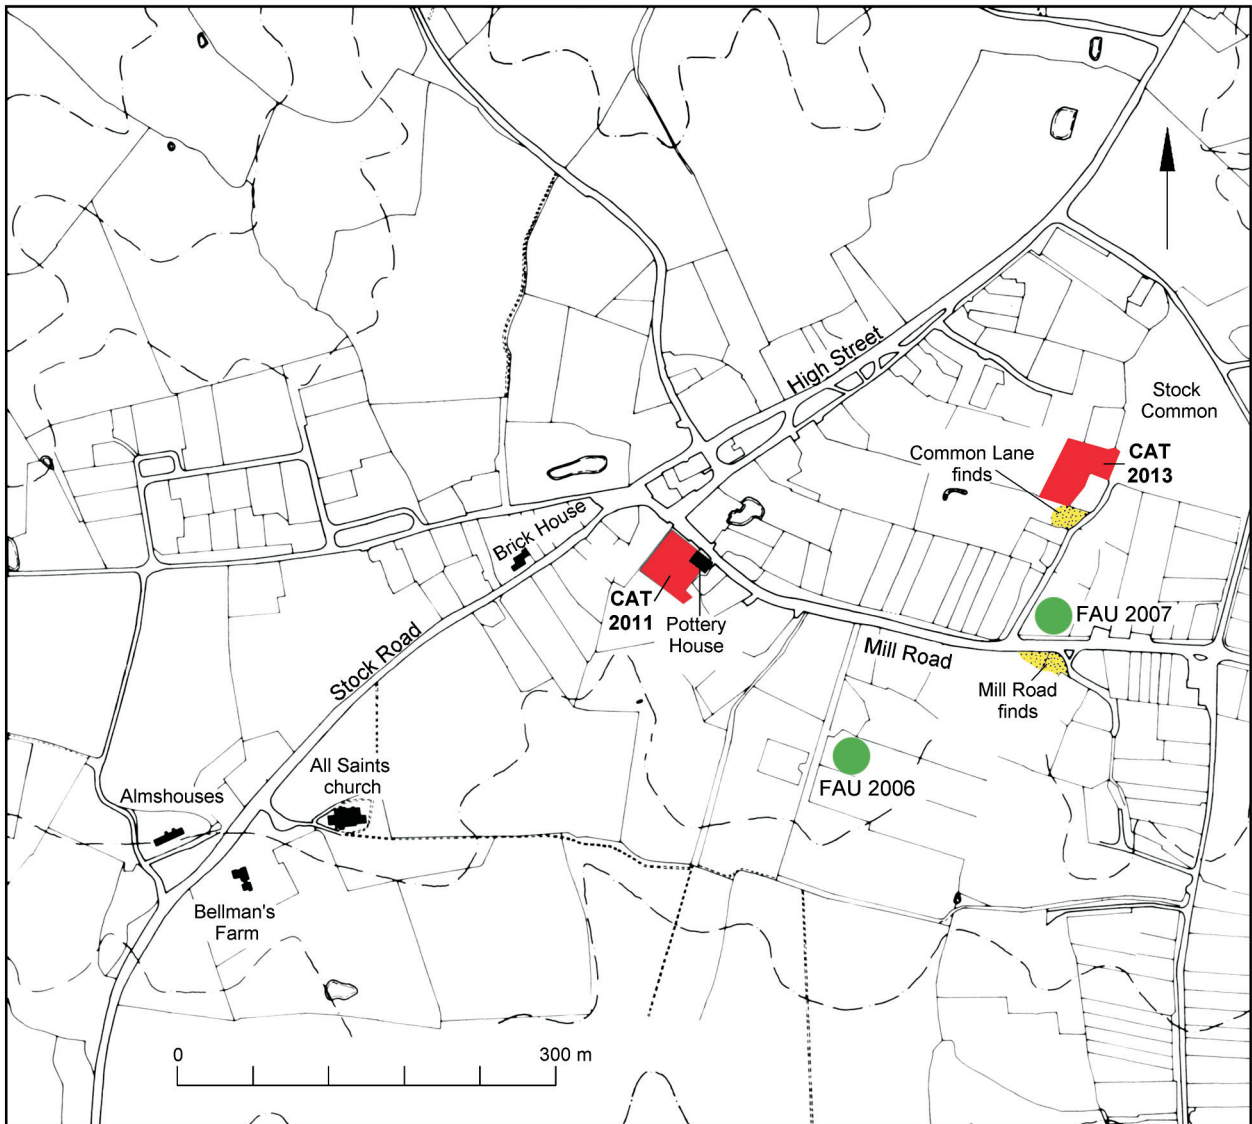 High Street
Stock
Common
Common Lane
finds
CAT
2013
Brick House
CAT
2011
Pottery
House
FAU 2007
Mill Road
Stock Road
Mill Road
finds
All Saints
church
FAU 2006
Almshouses
Bellman's
Farm
0
300 m